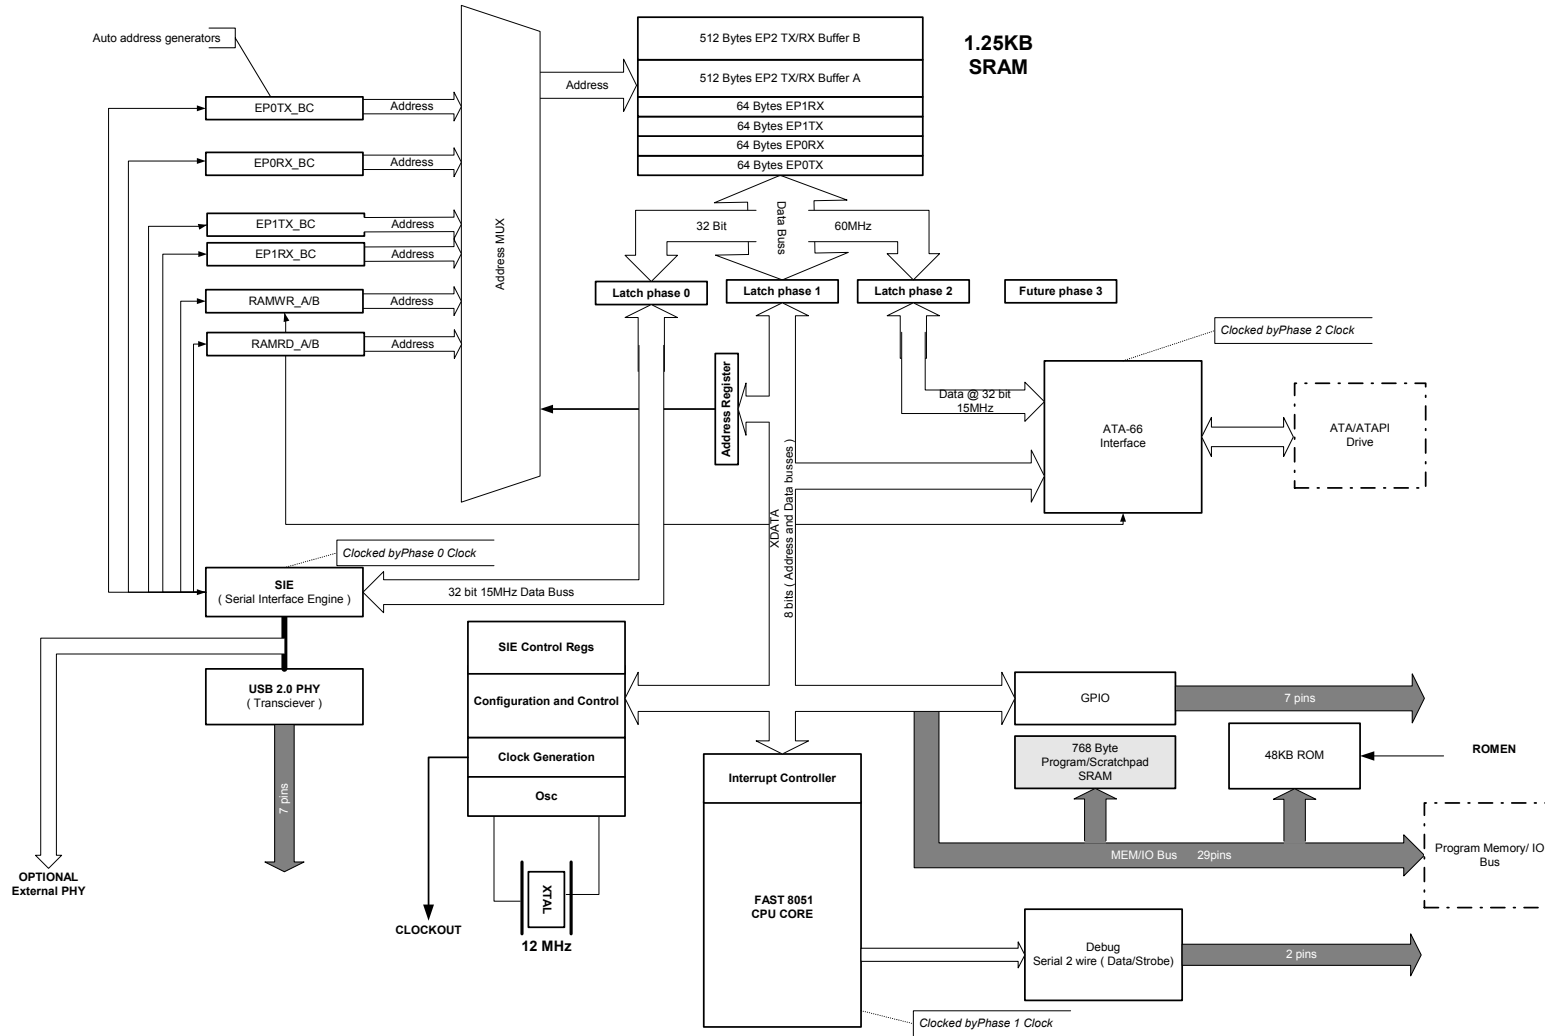 Auto address generators
512 Bytes EP2 TX/RX Buffer B
1.25KB
SRAM
512 Bytes EP2 TX/RX Buffer A
Address
64 Bytes EP1RX
64 Bytes EP1TX
64 Bytes EP0RX
64 Bytes EP0TX
EP0TX_BC
Address
EP0RX_BC
Address
EP1TX_BC
Address
EP1RX_BC
Address
RAMWR_A/B
Address
RAMRD_A/B
Address
Address MUX
32 Bit
Data Buss
60MHz
Latch phase 0
Latch phase 1
Latch phase 2
Future phase 3
Clocked byPhase 2 Clock
Address Register
Data @ 32 bit
15MHz
ATA-66
Interface
ATA/ATAPI
Drive
XDATA
8 bits ( Address and Data busses)
Clocked byPhase 0 Clock
SIE
( Serial Interface Engine )
32 bit 15MHz Data Buss
USB 2.0 PHY
( Transciever )
7 pins
OPTIONAL
External PHY
SIE Control Regs
Configuration and Control
Clock Generation
Osc
XTAL
12 MHz
CLOCKOUT
Interrupt Controller
FAST 8051
CPU CORE
Clocked byPhase 1 Clock
GPIO
7 pins
768 Byte
Program/Scratchpad
SRAM
48KB ROM
ROMEN
MEM/IO Bus 29pins
Program Memory/ IO
Bus
Debug
Serial 2 wire ( Data/Strobe)
2 pins